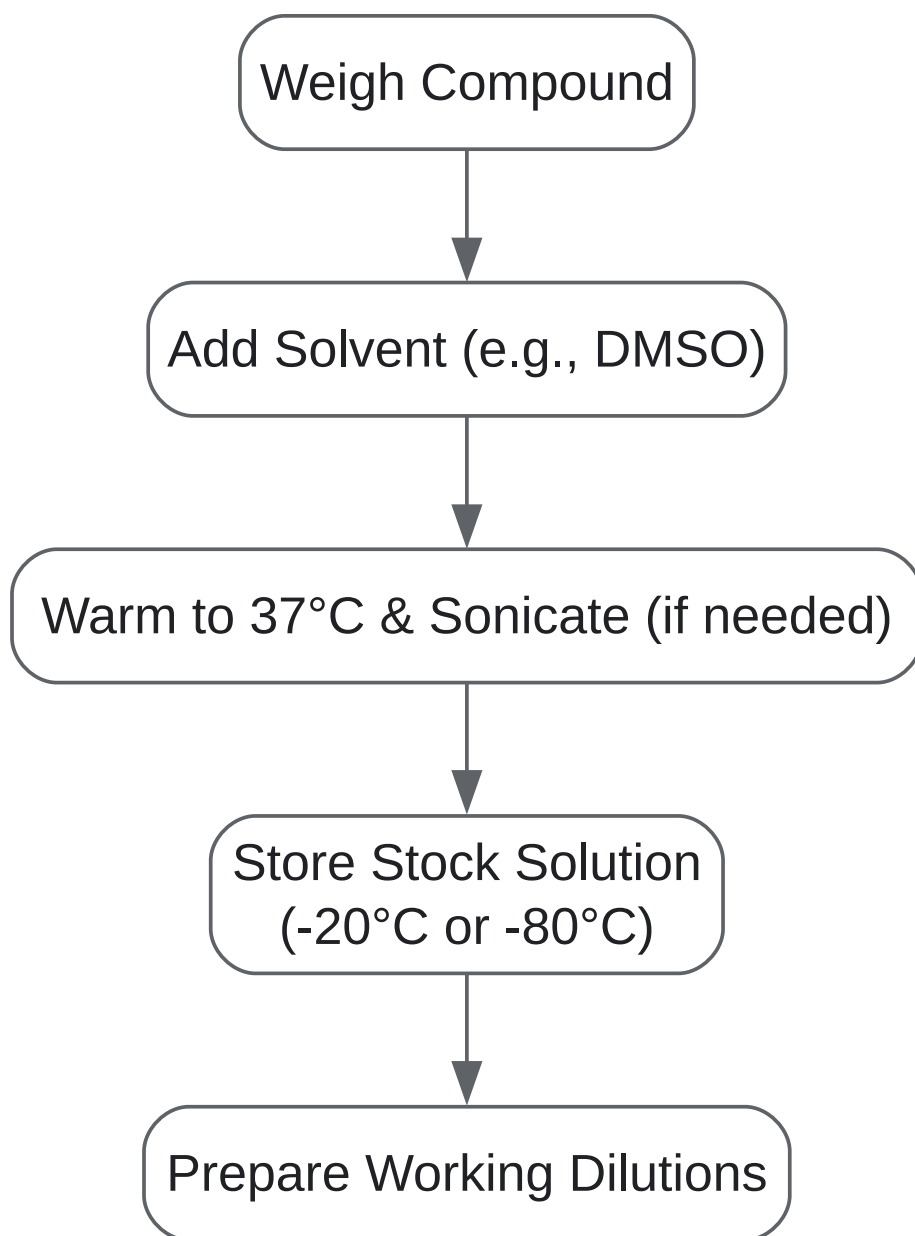 Weigh Compound
Add Solvent (e.g., DMSO)
Warm to 37°C & Sonicate (if needed)
Store Stock Solution
(-20°C or -80°C)
Prepare Working Dilutions